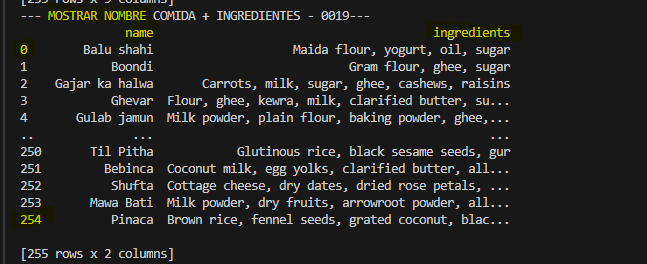 [255 rows x 9 columns]
--- MOSTRAR NOMBRE COMIDA + INGREDIENTES - 0019---
name ingredients
0 Balu shahi Maida flour, yogurt, oil, sugar
1 Boondi Gram flour, ghee, sugar
2 Gajar ka halwa Carrots, milk, sugar, ghee, cashews, raisins
3 Ghevar Flour, ghee, kewra, milk, clarified butter, su...
4 Gulab jamun Milk powder, plain flour, baking powder, ghee,...
.. ... ...
250 Til Pitha Glutinous rice, black sesame seeds, gur
251 Bebinca Coconut milk, egg yolks, clarified butter, all...
252 Shufta Cottage cheese, dry dates, dried rose petals, ...
253 Mawa Bati Milk powder, dry fruits, arrowroot powder, all...
254 Pinaca Brown rice, fennel seeds, grated coconut, blac...
[255 rows x 2 columns]